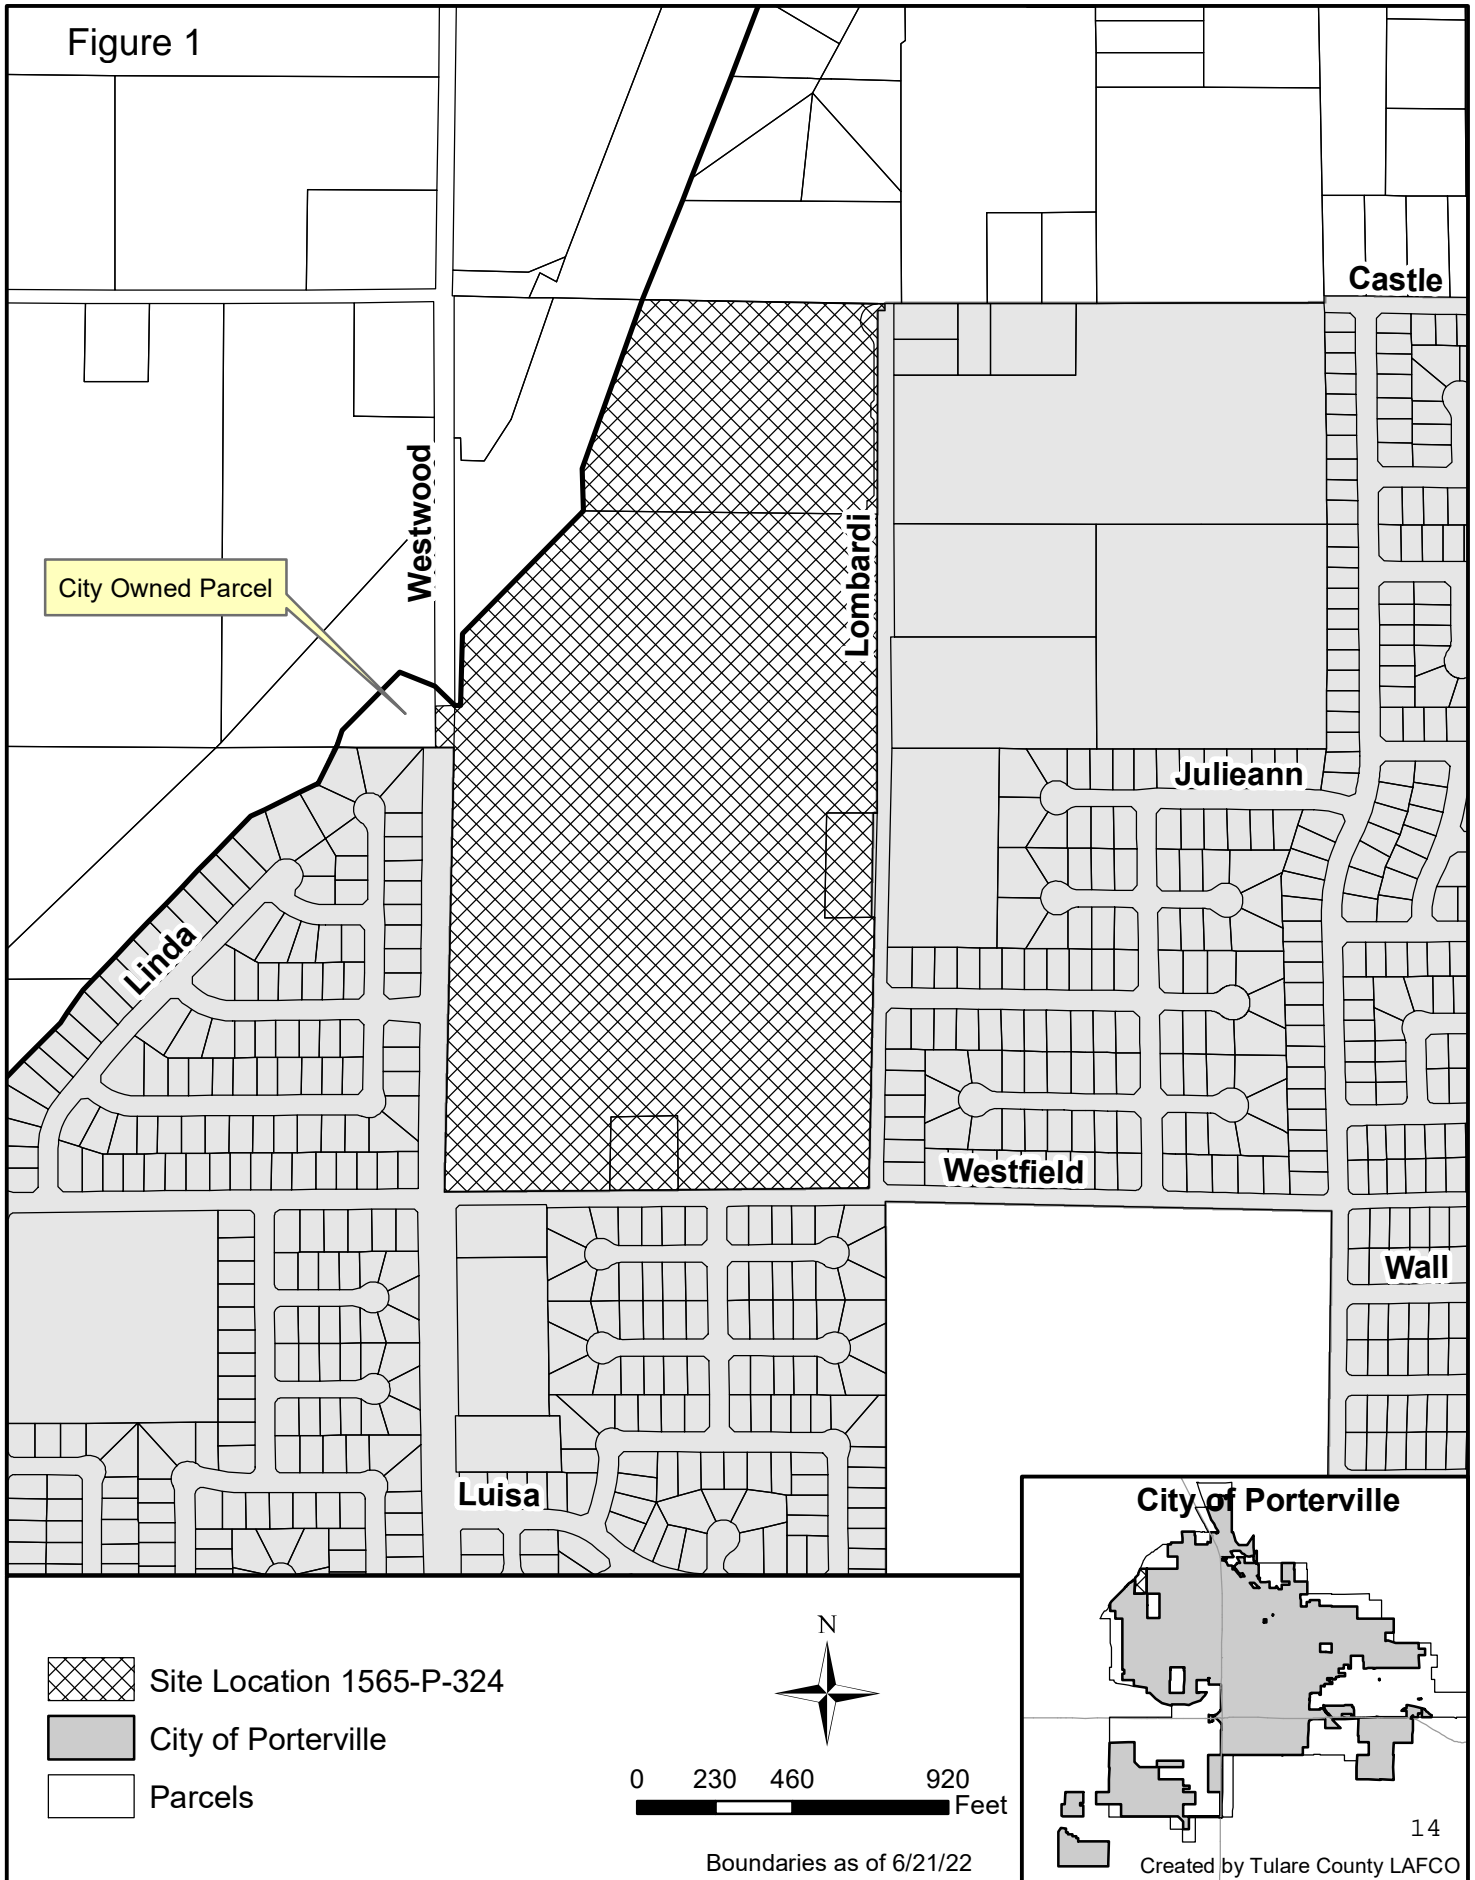 Figure 1
Castle
Westwood
City Owned Parcel
Lombardi
Julieann
Linda
Westfield
Wall
Luisa
City of Porterville
Site Location 1565-P-324
City of Porterville
Parcels
N
0 230 460 920
Feet
Boundaries as of 6/21/22
14
Created by Tulare County LAFCO